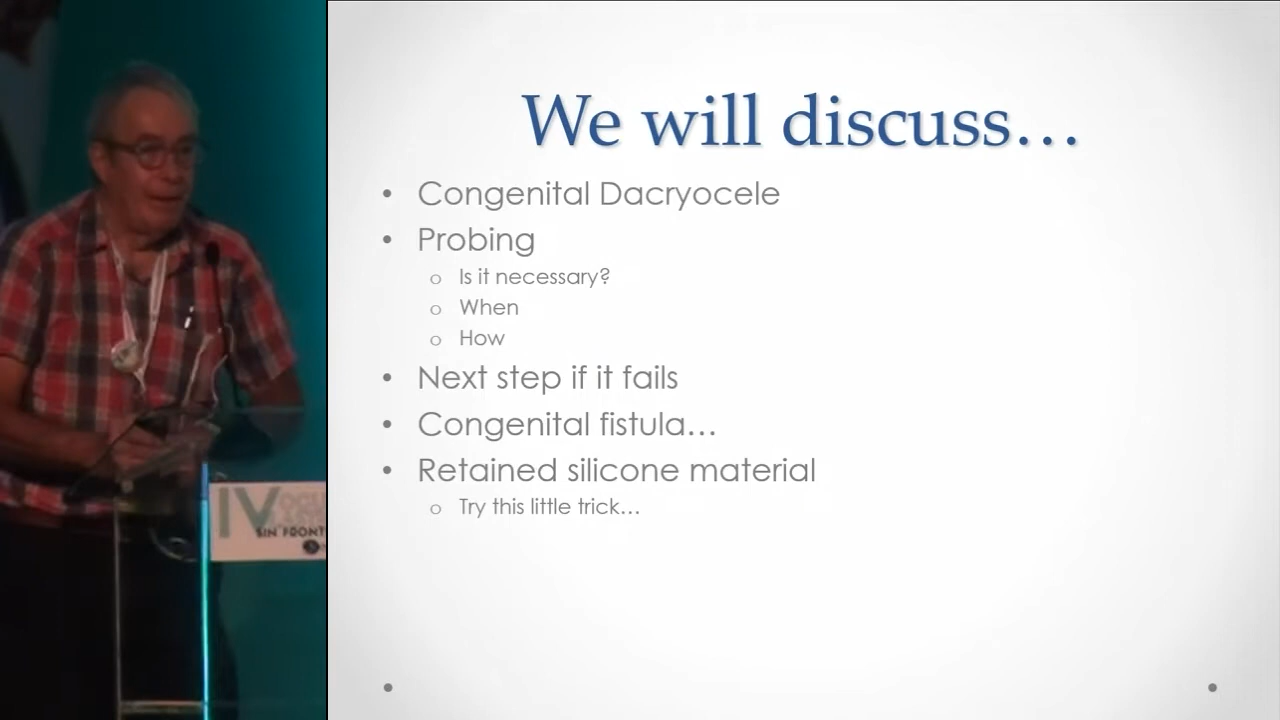 We will discuss…
• Congenital Dacryocele
• Probing
o Is it necessary?
o When
o How
• Next step if it fails
• Congenital fistula…
• Retained silicone material
o Try this little trick…
IV
SIN FRONT